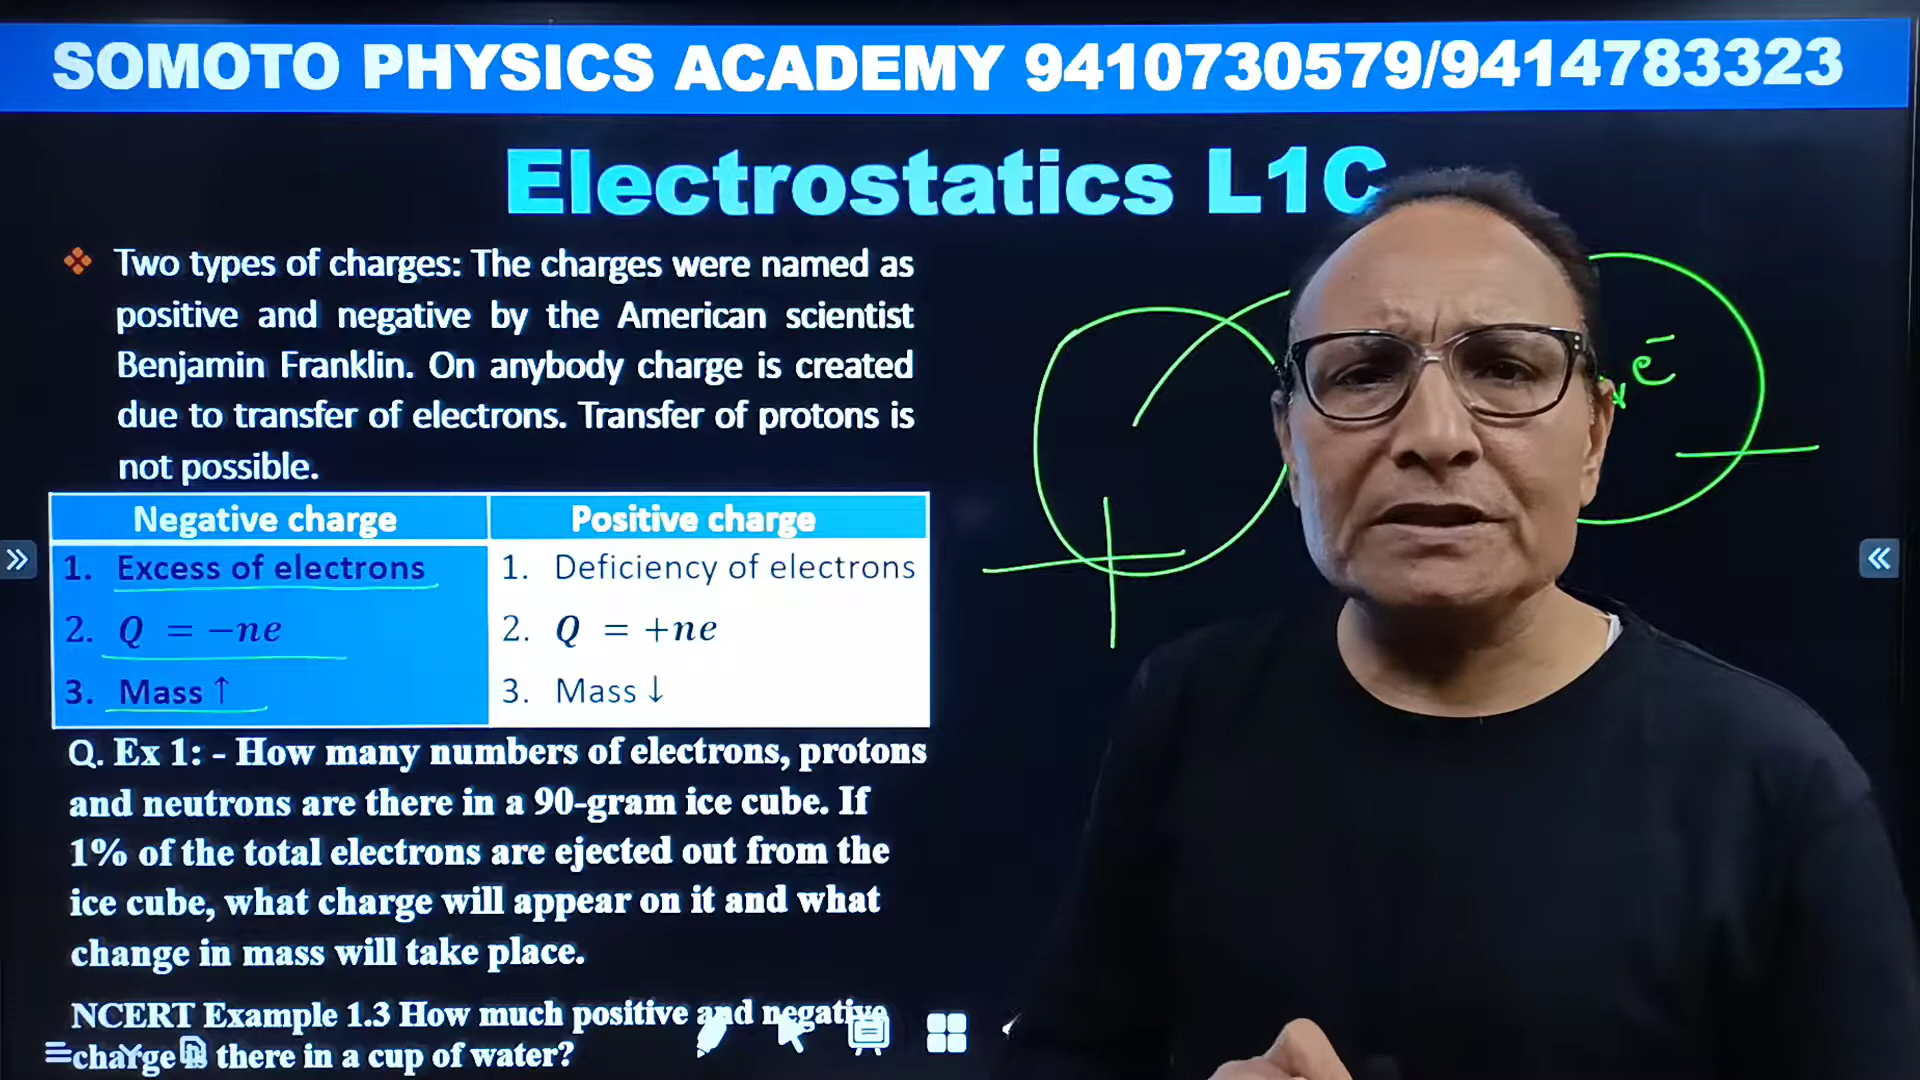 SOMOTO PHYSICS ACADEMY 9410730579/9414783323
Electrostatics L1C
❖ Two types of charges: The charges were named as
positive and negative by the American scientist
Benjamin Franklin. On anybody charge is created
due to transfer of electrons. Transfer of protons is
not possible.
Negative charge
1. Excess of electrons
2. Q = −ne
3. Mass ↑
Positive charge
1. Deficiency of electrons
2. Q = +ne
3. Mass ↓
Q. Ex 1: - How many numbers of electrons, protons
and neutrons are there in a 90-gram ice cube. If
1% of the total electrons are ejected out from the
ice cube, what charge will appear on it and what
change in mass will take place.
NCERT Example 1.3 How much positive and negative
charge is there in a cup of water?
+
e⁻
−